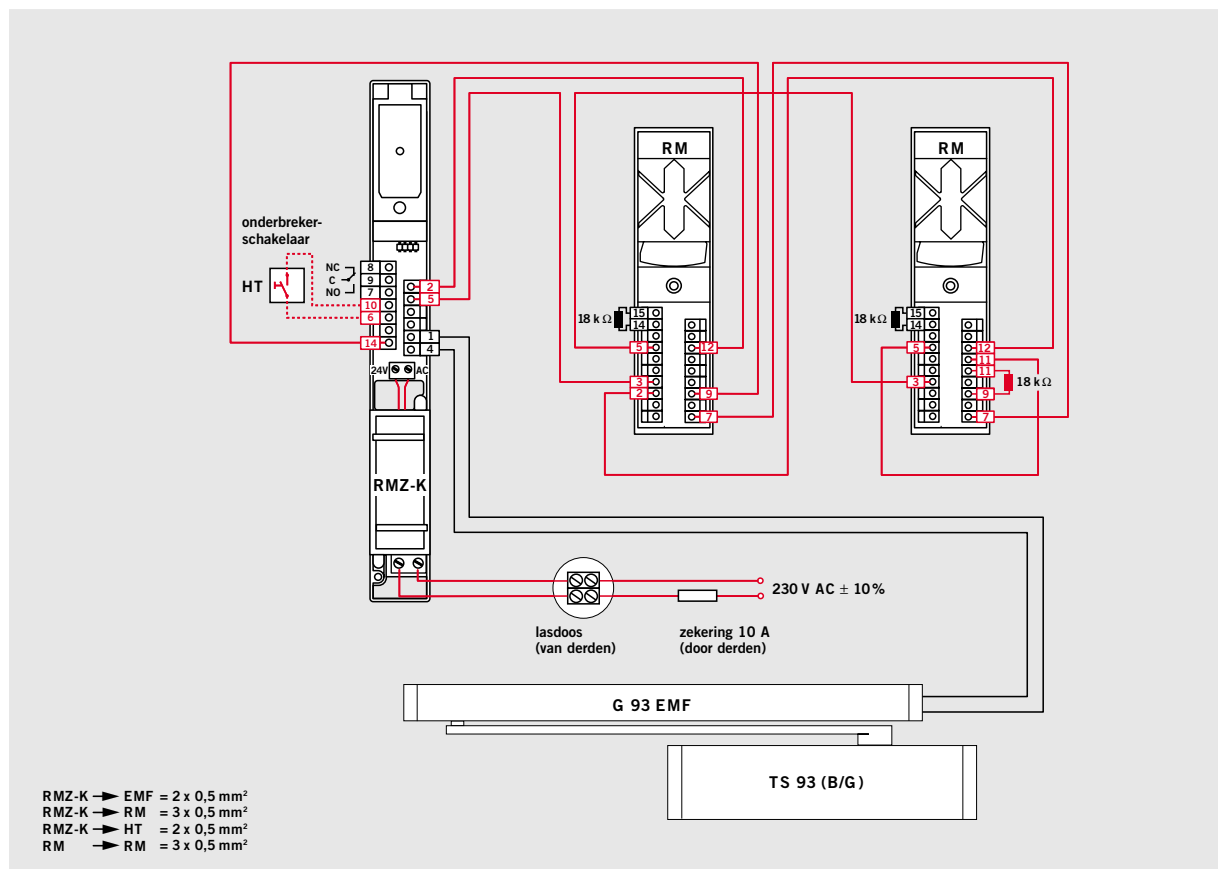 RM
RM
onderbreker-
schakelaar
HT
NC
C
NO
8
9
7
10
6
14
2
5
1
4
24V
AC
RMZ-K
18 k Ω
15
14
5
3
2
12
9
7
18 k Ω
15
14
5
3
12
11
11
9
7
18 k Ω
230 V AC ± 10%
lasdoos
(van derden)
zekering 10 A
(door derden)
G 93 EMF
TS 93 (B/G)
RMZ-K → EMF = 2 x 0,5 mm²
RMZ-K → RM = 3 x 0,5 mm²
RMZ-K → HT = 2 x 0,5 mm²
RM → RM = 3 x 0,5 mm²